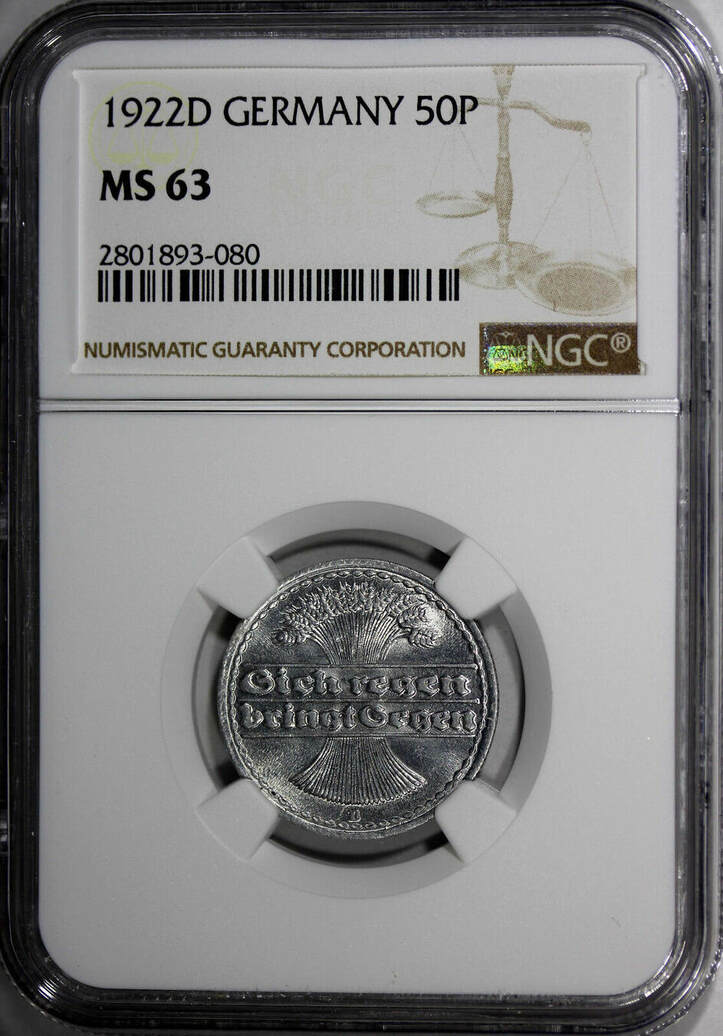 1922D GERMANY 50P
MS 63
2801893-080
NUMISMATIC GUARANTY CORPORATION
NGC®
Sich regen
bringt Segen
D